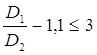 D₁/D₂ − 1,1 ≤ 3